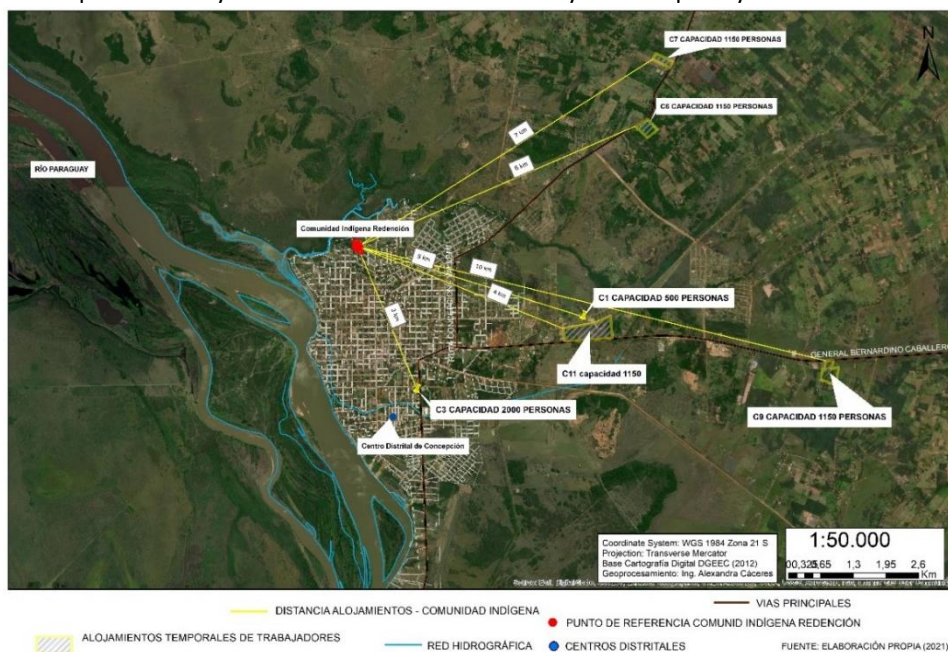 C7 CAPACIDAD 1150 PERSONAS
N
C6 CAPACIDAD 1150 PERSONAS
7 km
RÍO PARAGUAY
6 km
Comunidad Indígena Redención
10 km
4 km
C1 CAPACIDAD 500 PERSONAS
GENERAL BERNARDINO CABALLERO
C11 capacidad 1150
C9 CAPACIDAD 1150 PERSONAS
C3 CAPACIDAD 2000 PERSONAS
Centro Distrital de Concepción
Coordinate System: WGS 1984 Zona 21 S
Projection: Transverse Mercator
Base Cartografía Digital DGEEC (2012)
Geoprocesamiento: Ing. Alexandra Cáceres
1:50.000
00,3250,65 1,3 1,95 2,6
Km
DISTANCIA ALOJAMIENTOS - COMUNIDAD INDÍGENA
VIAS PRINCIPALES
PUNTO DE REFERENCIA COMUNID INDÍGENA REDENCIÓN
ALOJAMIENTOS TEMPORALES DE TRABAJADORES
RED HIDROGRÁFICA
CENTROS DISTRITALES
FUENTE: ELABORACIÓN PROPIA (2021)